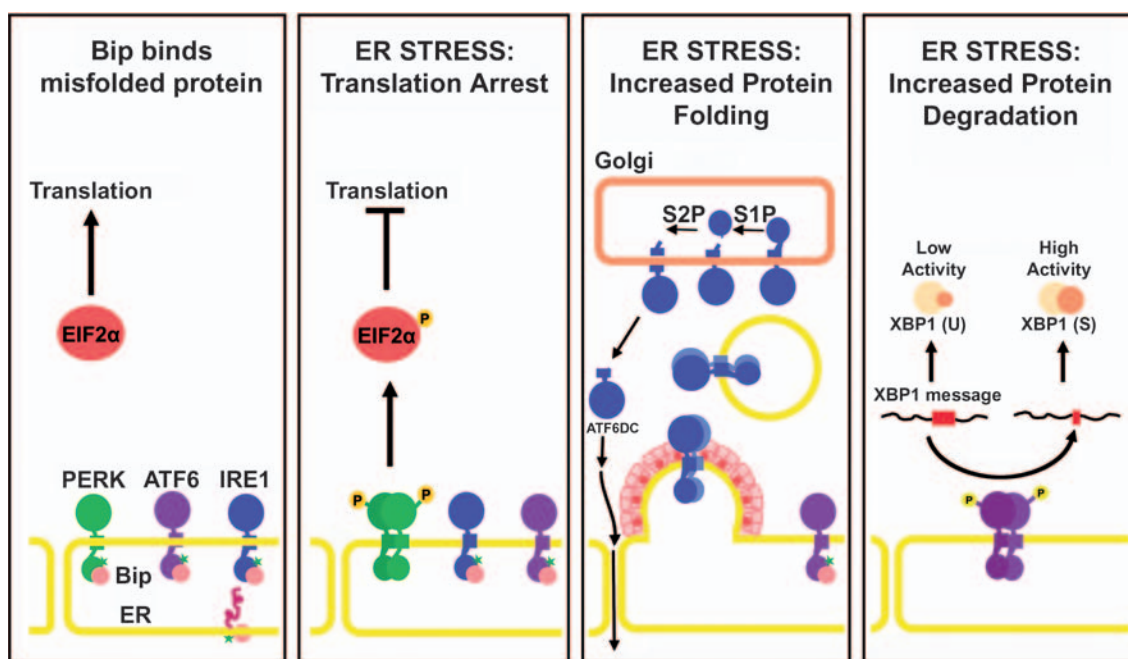 Bip binds
misfolded protein
Translation
EIF2α
PERK ATF6 IRE1
Bip
ER
ER STRESS:
Translation Arrest
Translation
EIF2α
P
P
P
ER STRESS:
Increased Protein
Folding
Golgi
S2P S1P
ATF6DC
ER STRESS:
Increased Protein
Degradation
Low
Activity
High
Activity
XBP1 (U)
XBP1 (S)
XBP1 message
P
P